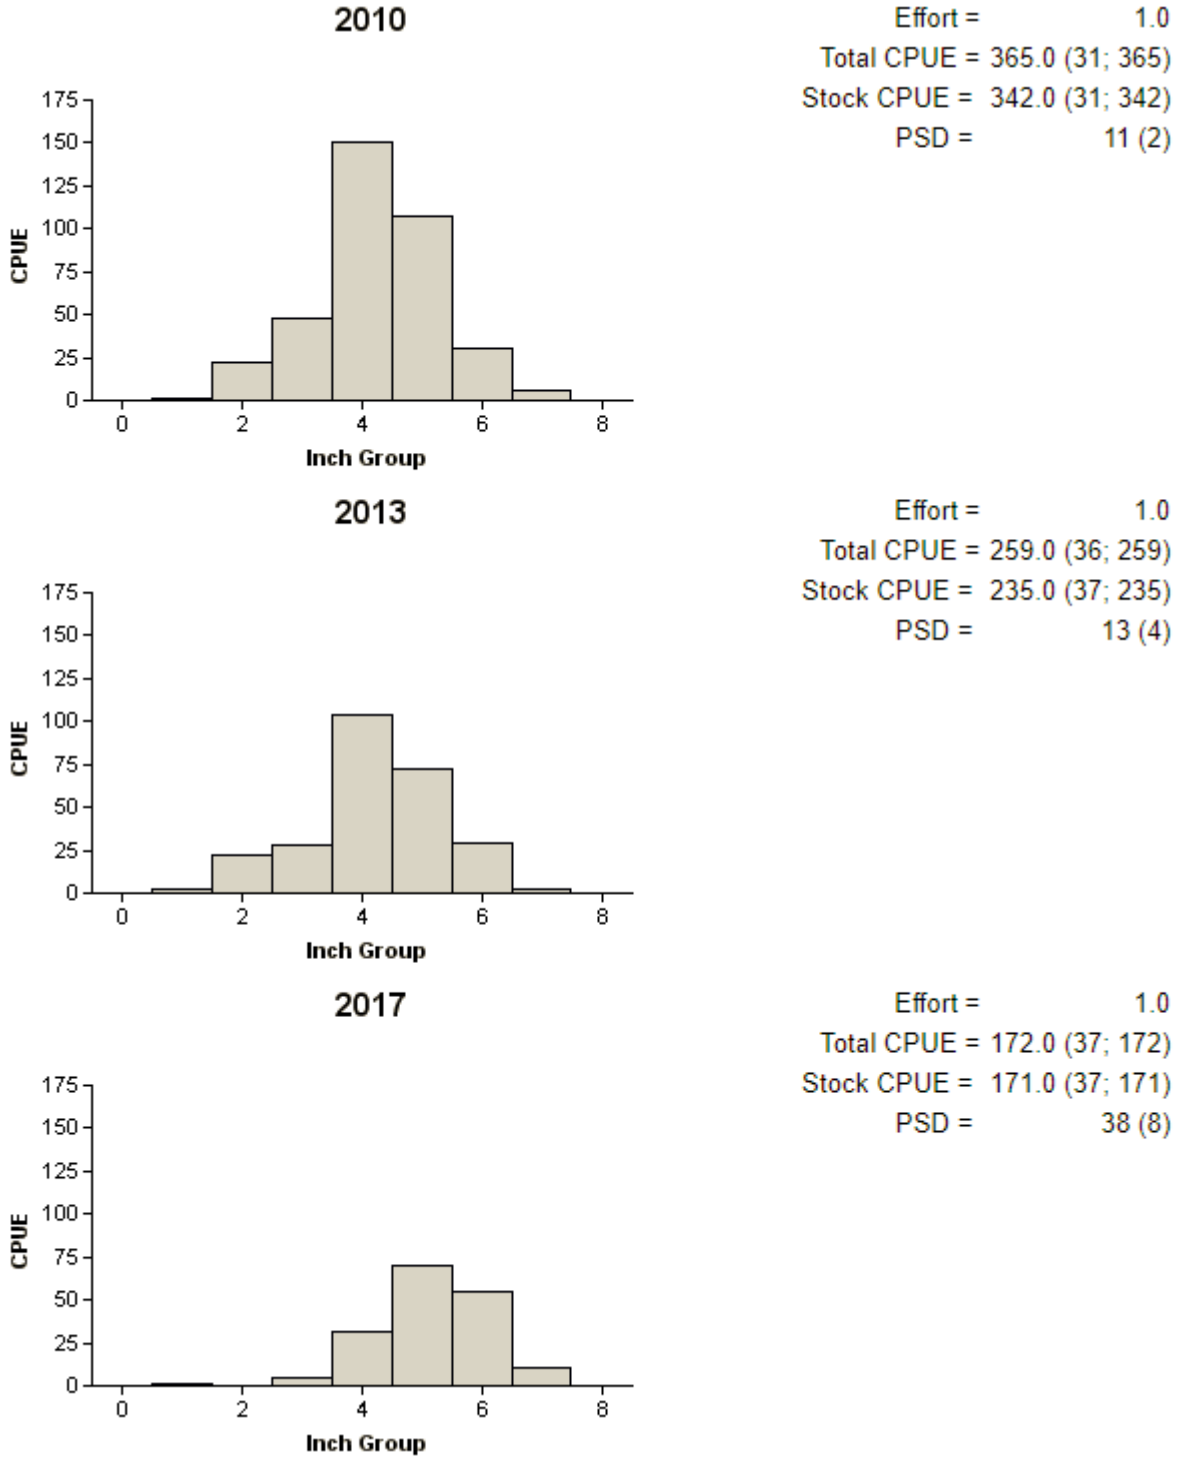 2010
Effort = 1.0
Total CPUE = 365.0 (31; 365)
Stock CPUE = 342.0 (31; 342)
PSD = 11 (2)
175
150
125
100
75
50
25
0
CPUE
0 2 4 6 8
Inch Group
2013
Effort = 1.0
Total CPUE = 259.0 (36; 259)
Stock CPUE = 235.0 (37; 235)
PSD = 13 (4)
175
150
125
100
75
50
25
0
CPUE
0 2 4 6 8
Inch Group
2017
Effort = 1.0
Total CPUE = 172.0 (37; 172)
Stock CPUE = 171.0 (37; 171)
PSD = 38 (8)
175
150
125
100
75
50
25
0
CPUE
0 2 4 6 8
Inch Group